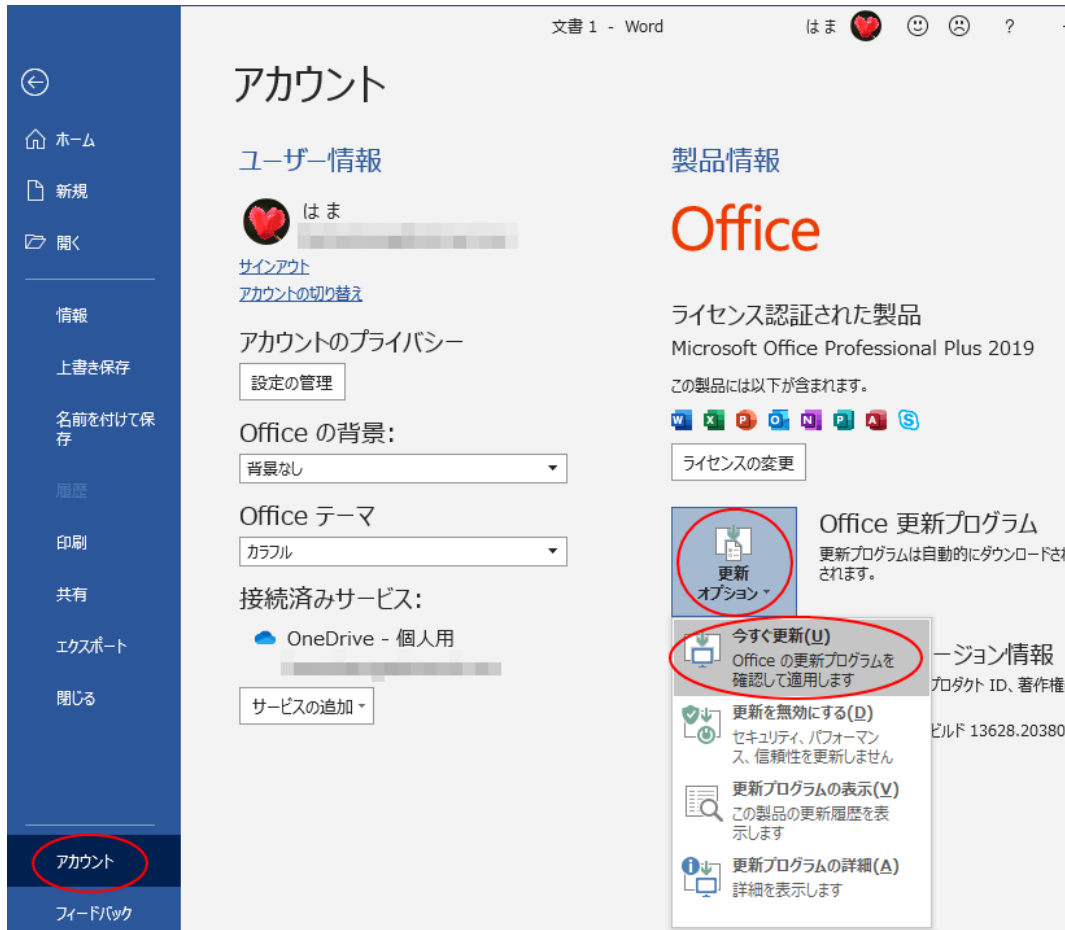 文書 1 - Word
は ま
?
アカウント
ホーム
新規
開く
情報
上書き保存
名前を付けて保
存
履歴
印刷
共有
エクスポート
閉じる
アカウント
フィードバック
ユーザー情報
は ま
サインアウト
アカウントの切り替え
アカウントのプライバシー
設定の管理
Office の背景:
背景なし
Office テーマ
カラフル
接続済みサービス:
OneDrive - 個人用
サービスの追加
製品情報
Office
ライセンス認証された製品
Microsoft Office Professional Plus 2019
この製品には以下が含まれます。
ライセンスの変更
更新
オプション
Office 更新プログラム
更新プログラムは自動的にダウンロードさ
されます。
今すぐ更新(U)
Office の更新プログラムを
確認して適用します
更新を無効にする(D)
セキュリティ、パフォーマン
ス、信頼性を更新しません
更新プログラムの表示(V)
この製品の更新履歴を表
示します
更新プログラムの詳細(A)
詳細を表示します
ージョン情報
プロダクト ID、著作権
ビルド 13628.20380